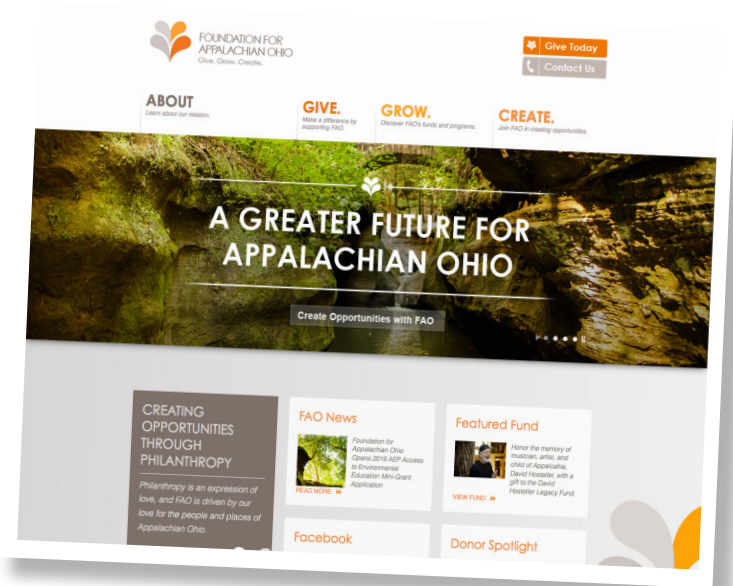 FOUNDATION FOR
APPALACHIAN OHIO
Give. Grow. Create.
Give Today
Contact Us
ABOUT
Learn about our mission.
GIVE.
Make a difference by
supporting FAO.
GROW.
Discover FAO's funds and programs.
CREATE.
Join FAO in creating opportunities.
A GREATER FUTURE FOR
APPALACHIAN OHIO
Create Opportunities with FAO
CREATING
OPPORTUNITIES
THROUGH
PHILANTHROPY
Philanthropy is an expression of
love, and FAO is driven by our
love for the people and places of
Appalachian Ohio.
FAO News
Foundation for
Appalachian Ohio
Opens 2016 AEP Access
to Environmental
Education Mini-Grant
Application
READ MORE
Featured Fund
Honor the memory of
musician, artist, and
child of Appalcahia,
David Hostetler, with a
gift to the David
Hostetler Legacy Fund.
VIEW FUND
Facebook
Donor Spotlight